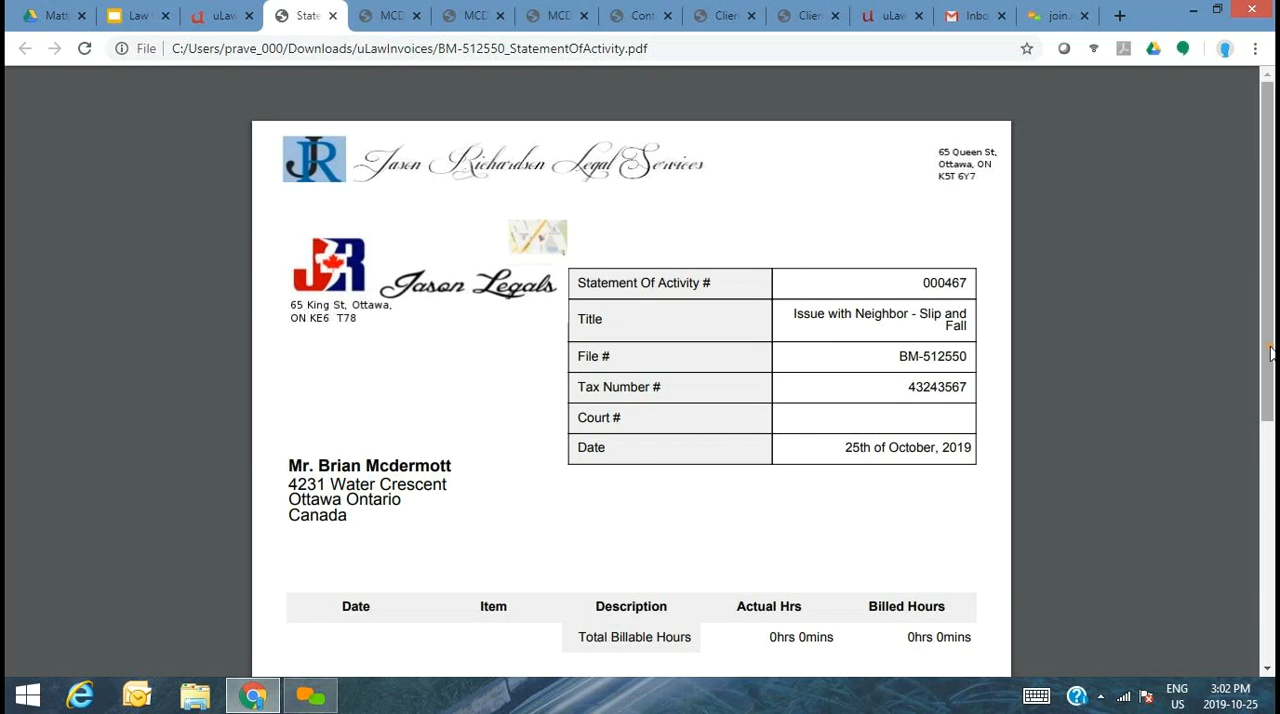 Matt
Law
uLaw
State
MCD
MCD
MCD
Cont
Clien
Clien
uLaw
Inbo
join.
File
C:/Users/prave_000/Downloads/uLawInvoices/BM-512550_StatementOfActivity.pdf
JR
Jason Richardson Legal Services
65 Queen St,
Ottawa, ON
K5T 6Y7
JR
Jason Legals
65 King St, Ottawa,
ON KE6 T78
Statement Of Activity # 000467
Title Issue with Neighbor - Slip and
Fall
File # BM-512550
Tax Number # 43243567
Court #
Date 25th of October, 2019
Mr. Brian Mcdermott
4231 Water Crescent
Ottawa Ontario
Canada
Date Item Description Actual Hrs Billed Hours
Total Billable Hours 0hrs 0mins 0hrs 0mins
ENG 3:02 PM
US 2019-10-25